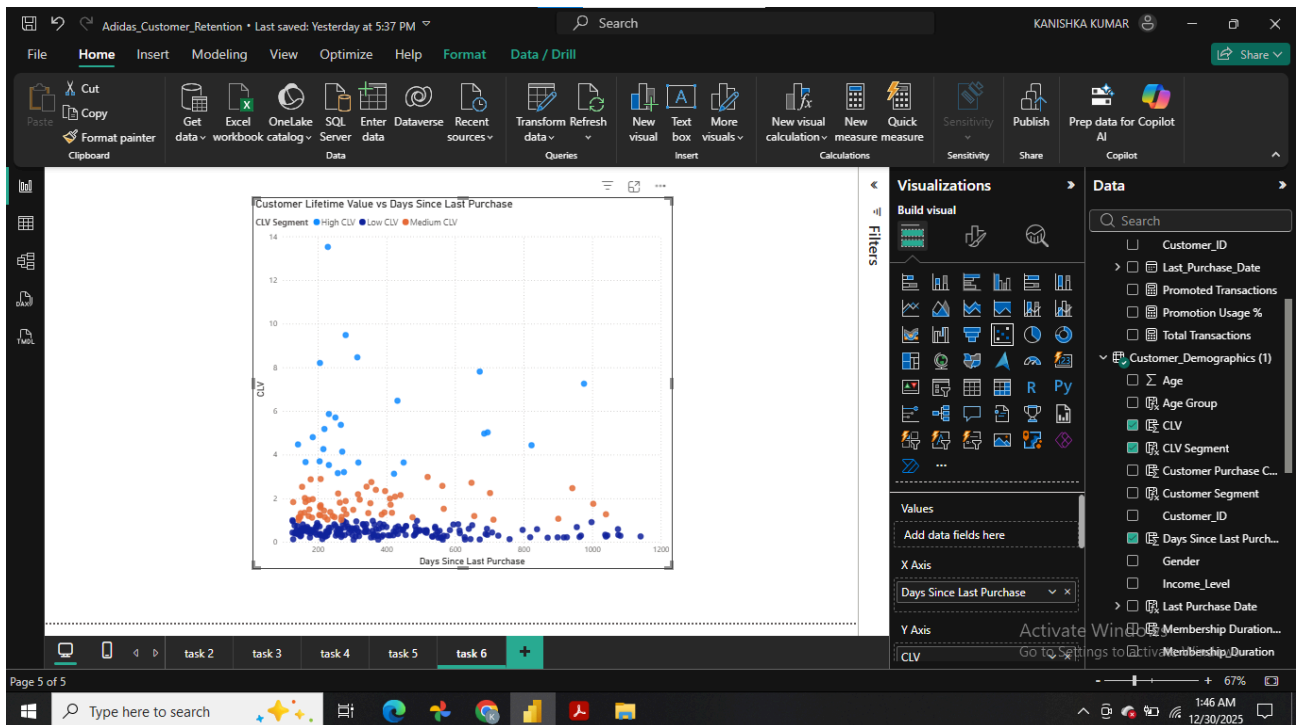 Adidas_Customer_Retention • Last saved: Yesterday at 5:37 PM
Search
KANISHKA KUMAR
File Home Insert Modeling View Optimize Help Format Data / Drill
Share
Paste
Cut
Copy
Format painter
Clipboard
Get data
Excel workbook
OneLake catalog
SQL Server
Enter data
Dataverse
Recent sources
Data
Transform data
Refresh
Queries
New visual
Text box
More visuals
Insert
New visual calculation
New measure
Quick measure
Calculations
Sensitivity
Sensitivity
Publish
Share
Prep data for AI
Copilot
Copilot
Customer Lifetime Value vs Days Since Last Purchase
CLV Segment High CLV Low CLV Medium CLV
14
12
10
8
6
4
2
0
CLV
200 400 600 800 1000 1200
Days Since Last Purchase
Filters
Visualizations
Build visual
123
R
Py
Values
Add data fields here
X Axis
Days Since Last Purchase
Y Axis
CLV
Data
Search
Customer_ID
Last_Purchase_Date
Promoted Transactions
Promotion Usage %
Total Transactions
Customer_Demographics (1)
Age
Age Group
CLV
CLV Segment
Customer Purchase C...
Customer Segment
Customer_ID
Days Since Last Purch...
Gender
Income_Level
Last Purchase Date
Membership Duration...
Membership_Duration
Activate Windows
Go to Settings to activate Windows.
DAX
TMDL
task 2 task 3 task 4 task 5 task 6 +
Page 5 of 5
- + 67%
Type here to search
1:46 AM
12/30/2025